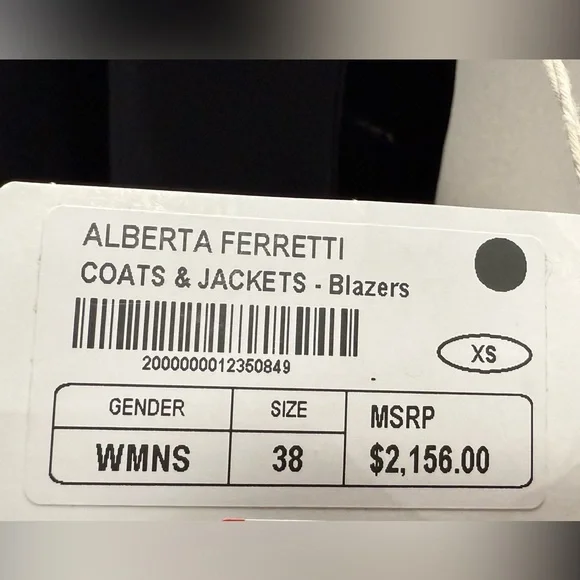 ALBERTA FERRETTI
COATS & JACKETS - Blazers
2000000012350849
XS
GENDER SIZE MSRP
WMNS 38 $2,156.00